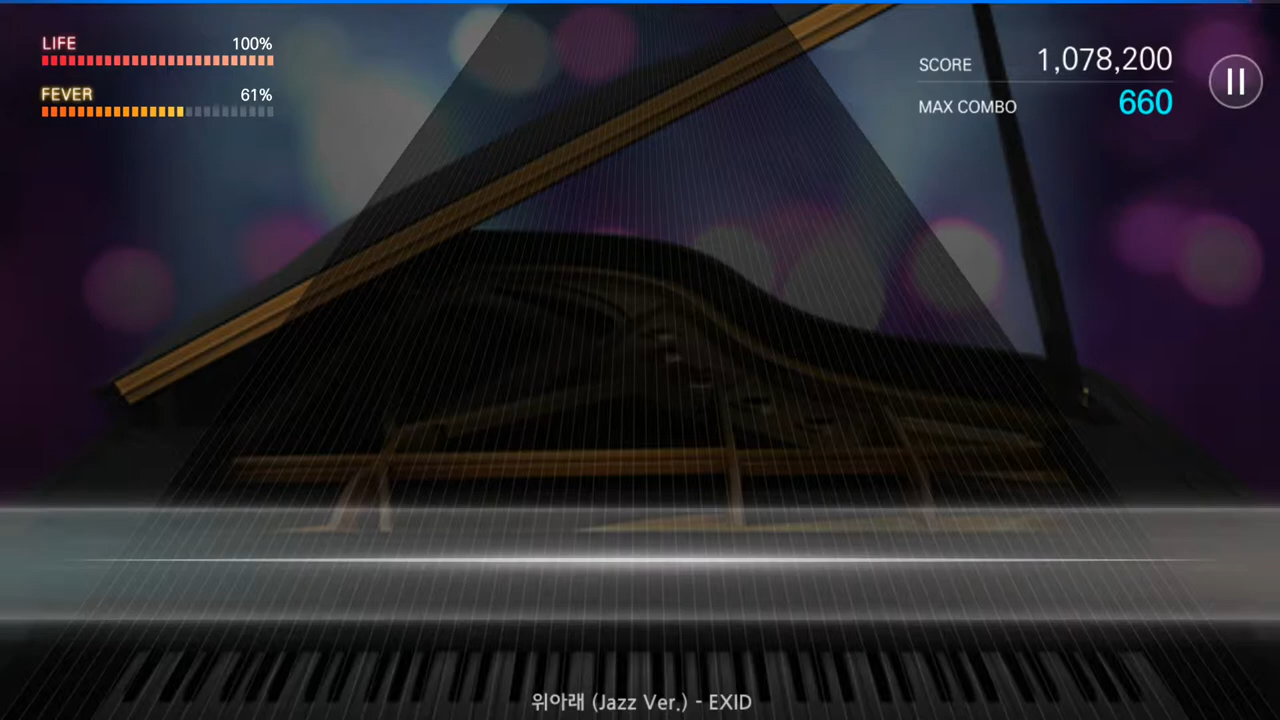 LIFE 100%
FEVER 61%
SCORE 1,078,200
MAX COMBO 660
위아래 (Jazz Ver.) - EXID